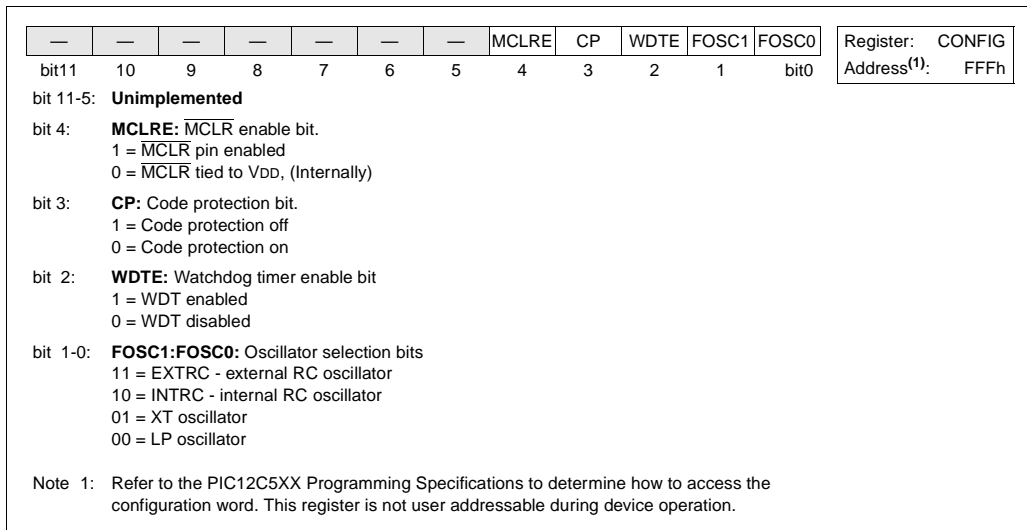 — — — — — — — MCLRE CP WDTE FOSC1 FOSC0 Register: CONFIG
bit11 10 9 8 7 6 5 4 3 2 1 bit0 Address(1): FFFh
bit 11-5: Unimplemented
bit 4: MCLRE: MCLR enable bit.
1 = MCLR pin enabled
0 = MCLR tied to VDD, (Internally)
bit 3: CP: Code protection bit.
1 = Code protection off
0 = Code protection on
bit 2: WDTE: Watchdog timer enable bit
1 = WDT enabled
0 = WDT disabled
bit 1-0: FOSC1:FOSC0: Oscillator selection bits
11 = EXTRC - external RC oscillator
10 = INTRC - internal RC oscillator
01 = XT oscillator
00 = LP oscillator
Note 1: Refer to the PIC12C5XX Programming Specifications to determine how to access the
configuration word. This register is not user addressable during device operation.